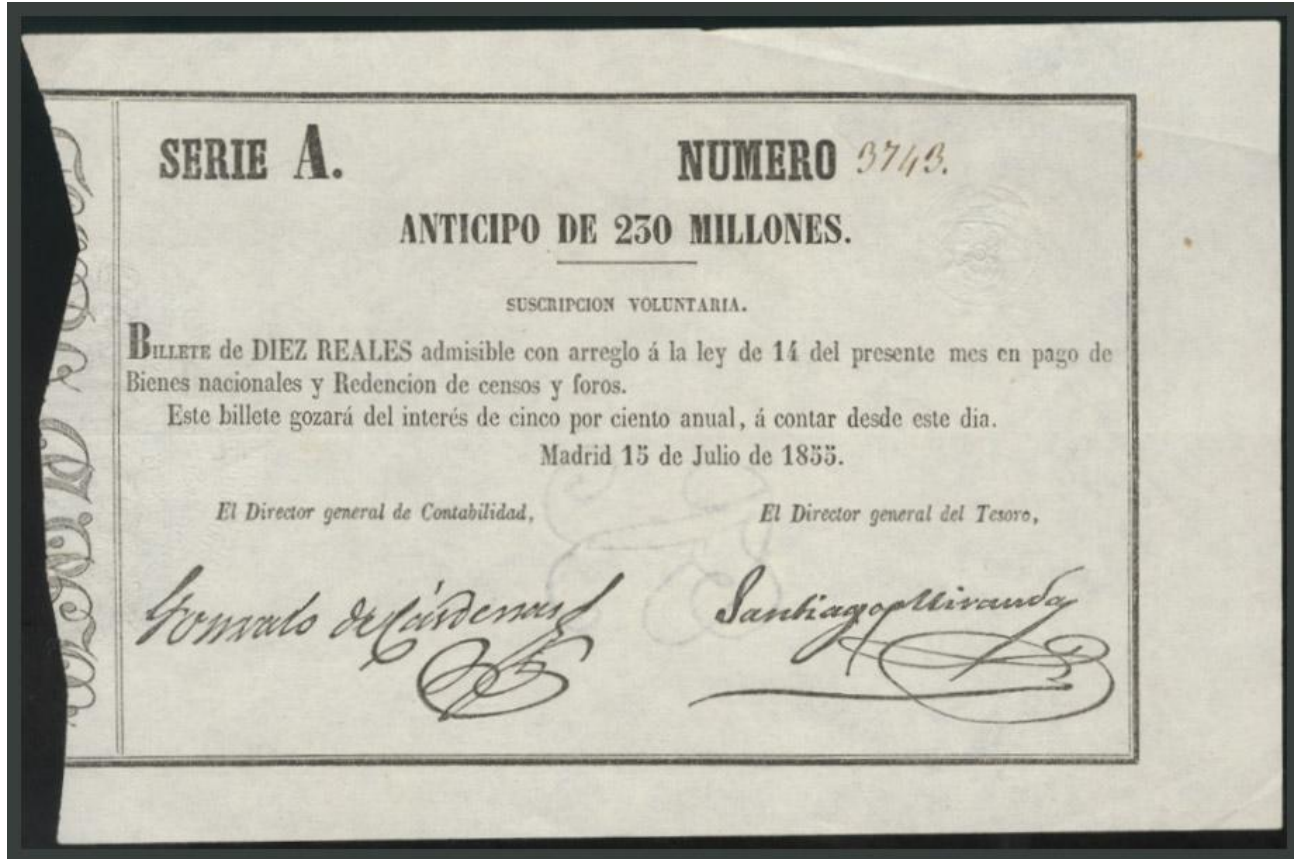 SERIE A.
NUMERO 3743.
ANTICIPO DE 230 MILLONES.
SUSCRIPCION VOLUNTARIA.
BILLETE de DIEZ REALES admisible con arreglo á la ley de 14 del presente mes en pago de
Bienes nacionales y Redencion de censos y foros.
Este billete gozará del interés de cinco por ciento anual, á contar desde este dia.
Madrid 15 de Julio de 1855.
El Director general de Contabilidad,
El Director general del Tesoro,
Gonzalo de Cárdenas
Santiago Miranda